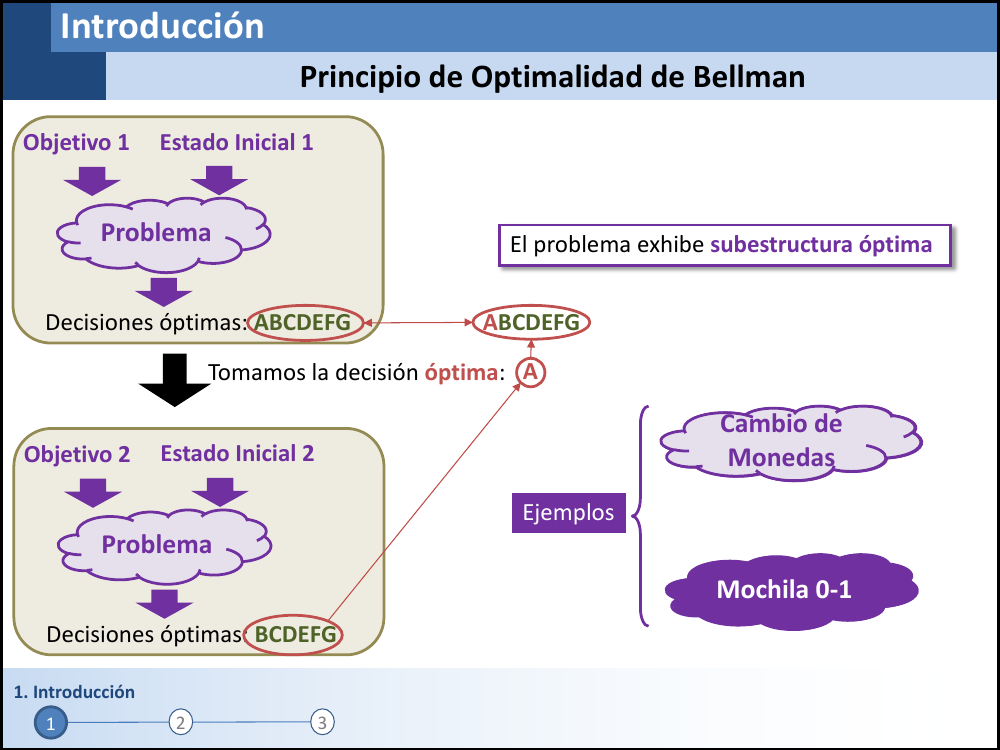 Introducción
Principio de Optimalidad de Bellman
Objetivo 1 Estado Inicial 1
Problema
Decisiones óptimas: ABCDEFG
ABCDEFG
El problema exhibe subestructura óptima
Tomamos la decisión óptima: A
Objetivo 2 Estado Inicial 2
Problema
Decisiones óptimas: BCDEFG
Ejemplos
Cambio de
Monedas
Mochila 0-1
1. Introducción
1 2 3